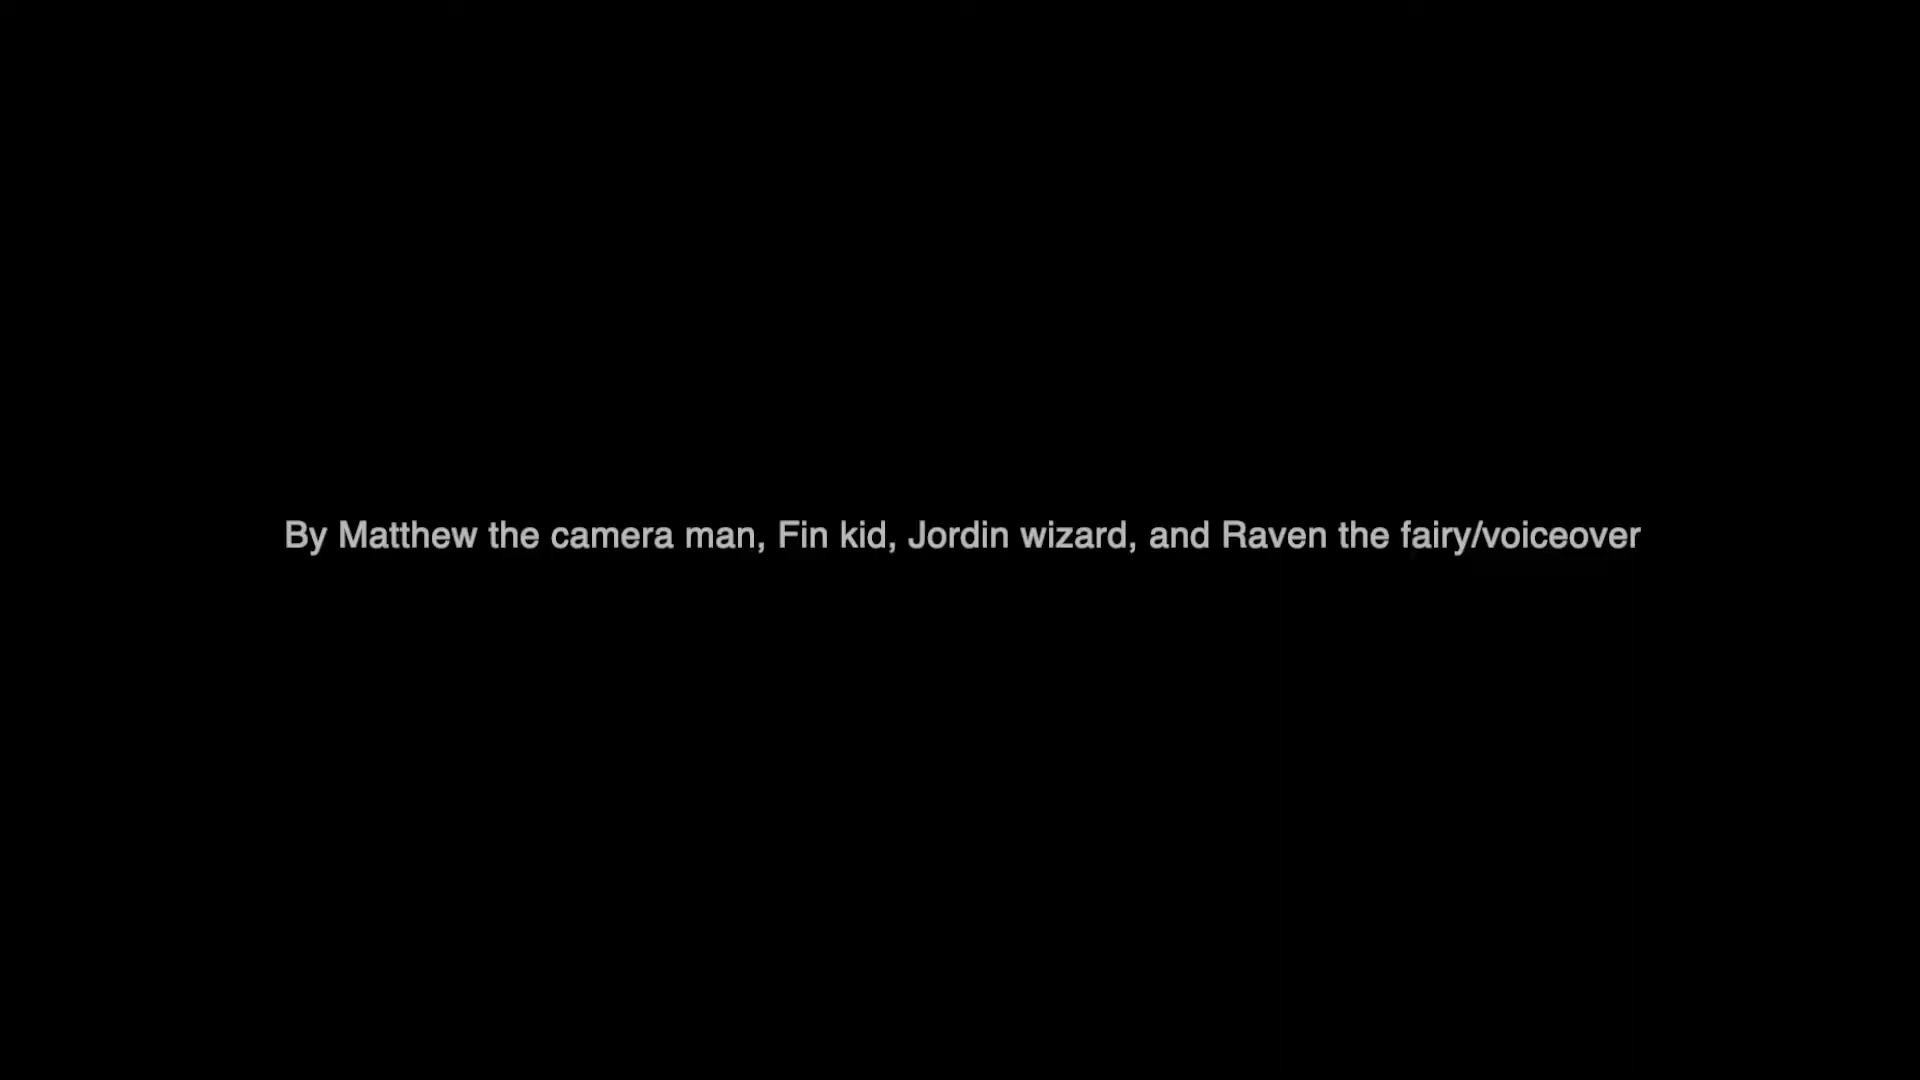 By Matthew the camera man, Fin kid, Jordin wizard, and Raven the fairy/voiceover